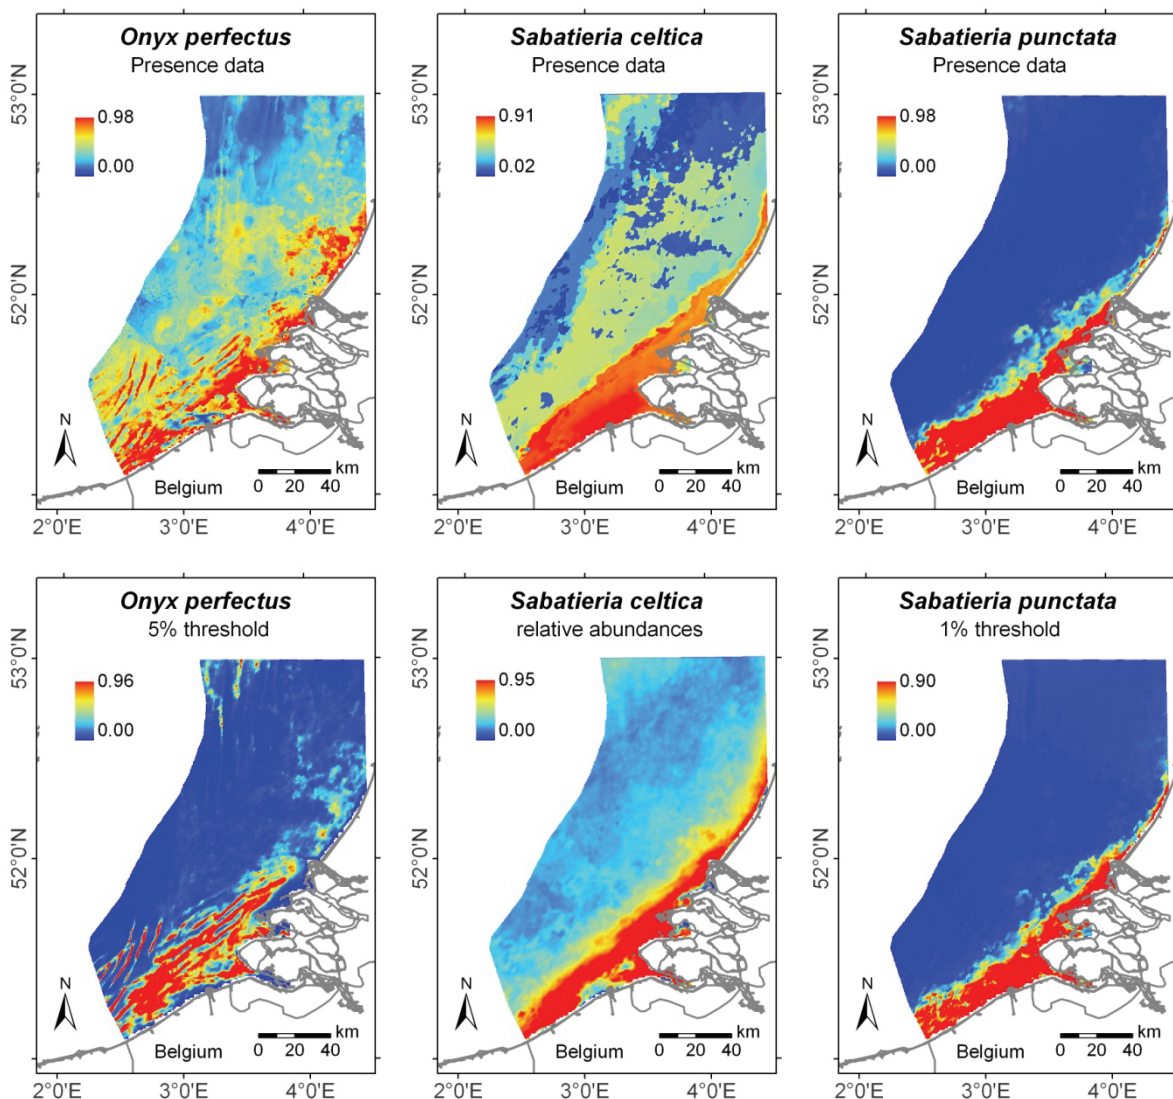 Onyx perfectus
Presence data
53°0'N
0.98
0.00
52°0'N
N
km
Belgium
0 20 40
2°0'E 3°0'E 4°0'E
Sabatieria celtica
Presence data
53°0'N
0.91
0.02
52°0'N
N
km
Belgium
0 20 40
2°0'E 3°0'E 4°0'E
Sabatieria punctata
Presence data
53°0'N
0.98
0.00
52°0'N
N
km
Belgium
0 20 40
2°0'E 3°0'E 4°0'E
Onyx perfectus
5% threshold
53°0'N
0.96
0.00
52°0'N
N
km
Belgium
0 20 40
2°0'E 3°0'E 4°0'E
Sabatieria celtica
relative abundances
53°0'N
0.95
0.00
52°0'N
N
km
Belgium
0 20 40
2°0'E 3°0'E 4°0'E
Sabatieria punctata
1% threshold
53°0'N
0.90
0.00
52°0'N
N
km
Belgium
0 20 40
2°0'E 3°0'E 4°0'E